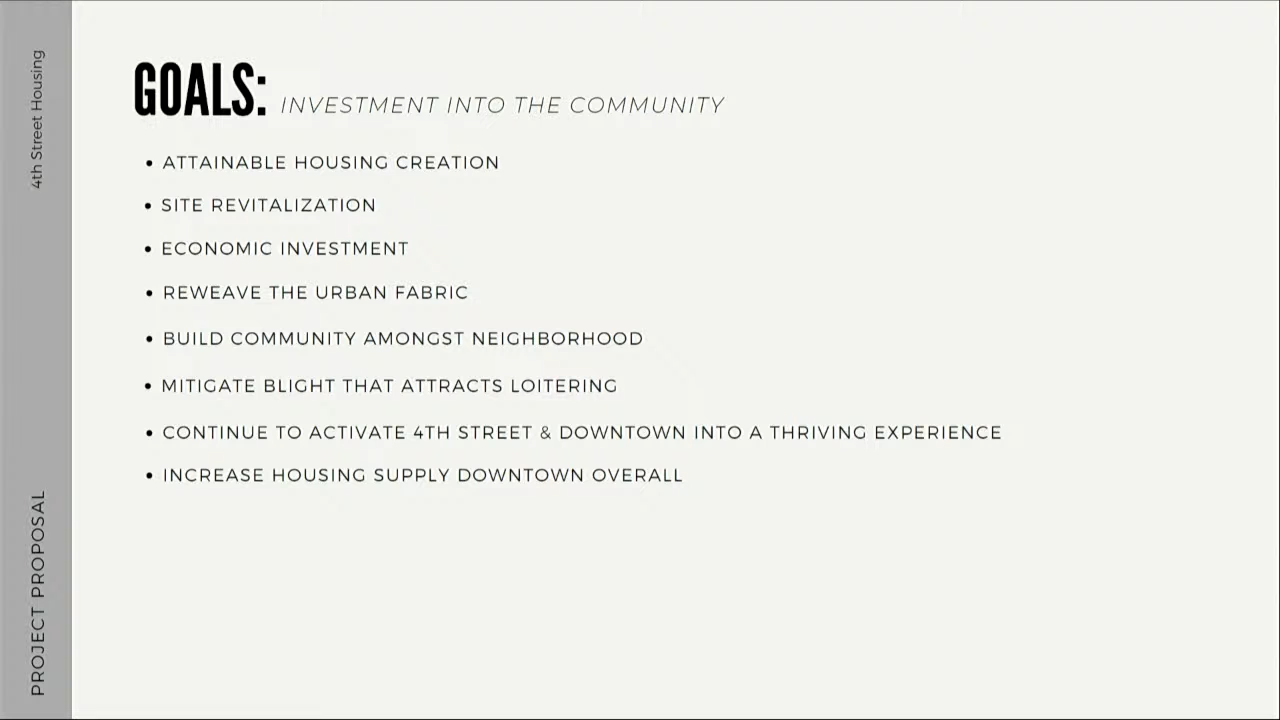 4th Street Housing
PROJECT PROPOSAL
GOALS: INVESTMENT INTO THE COMMUNITY
• ATTAINABLE HOUSING CREATION
• SITE REVITALIZATION
• ECONOMIC INVESTMENT
• REWEAVE THE URBAN FABRIC
• BUILD COMMUNITY AMONGST NEIGHBORHOOD
• MITIGATE BLIGHT THAT ATTRACTS LOITERING
• CONTINUE TO ACTIVATE 4TH STREET & DOWNTOWN INTO A THRIVING EXPERIENCE
• INCREASE HOUSING SUPPLY DOWNTOWN OVERALL